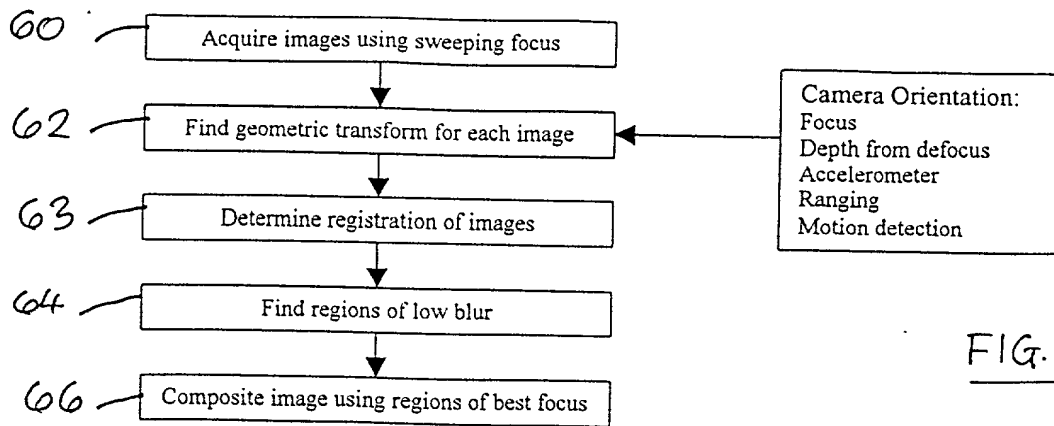 60
Acquire images using sweeping focus
62
Find geometric transform for each image
Camera Orientation:
Focus
Depth from defocus
Accelerometer
Ranging
Motion detection
63
Determine registration of images
64
Find regions of low blur
66
Composite image using regions of best focus
FIG.